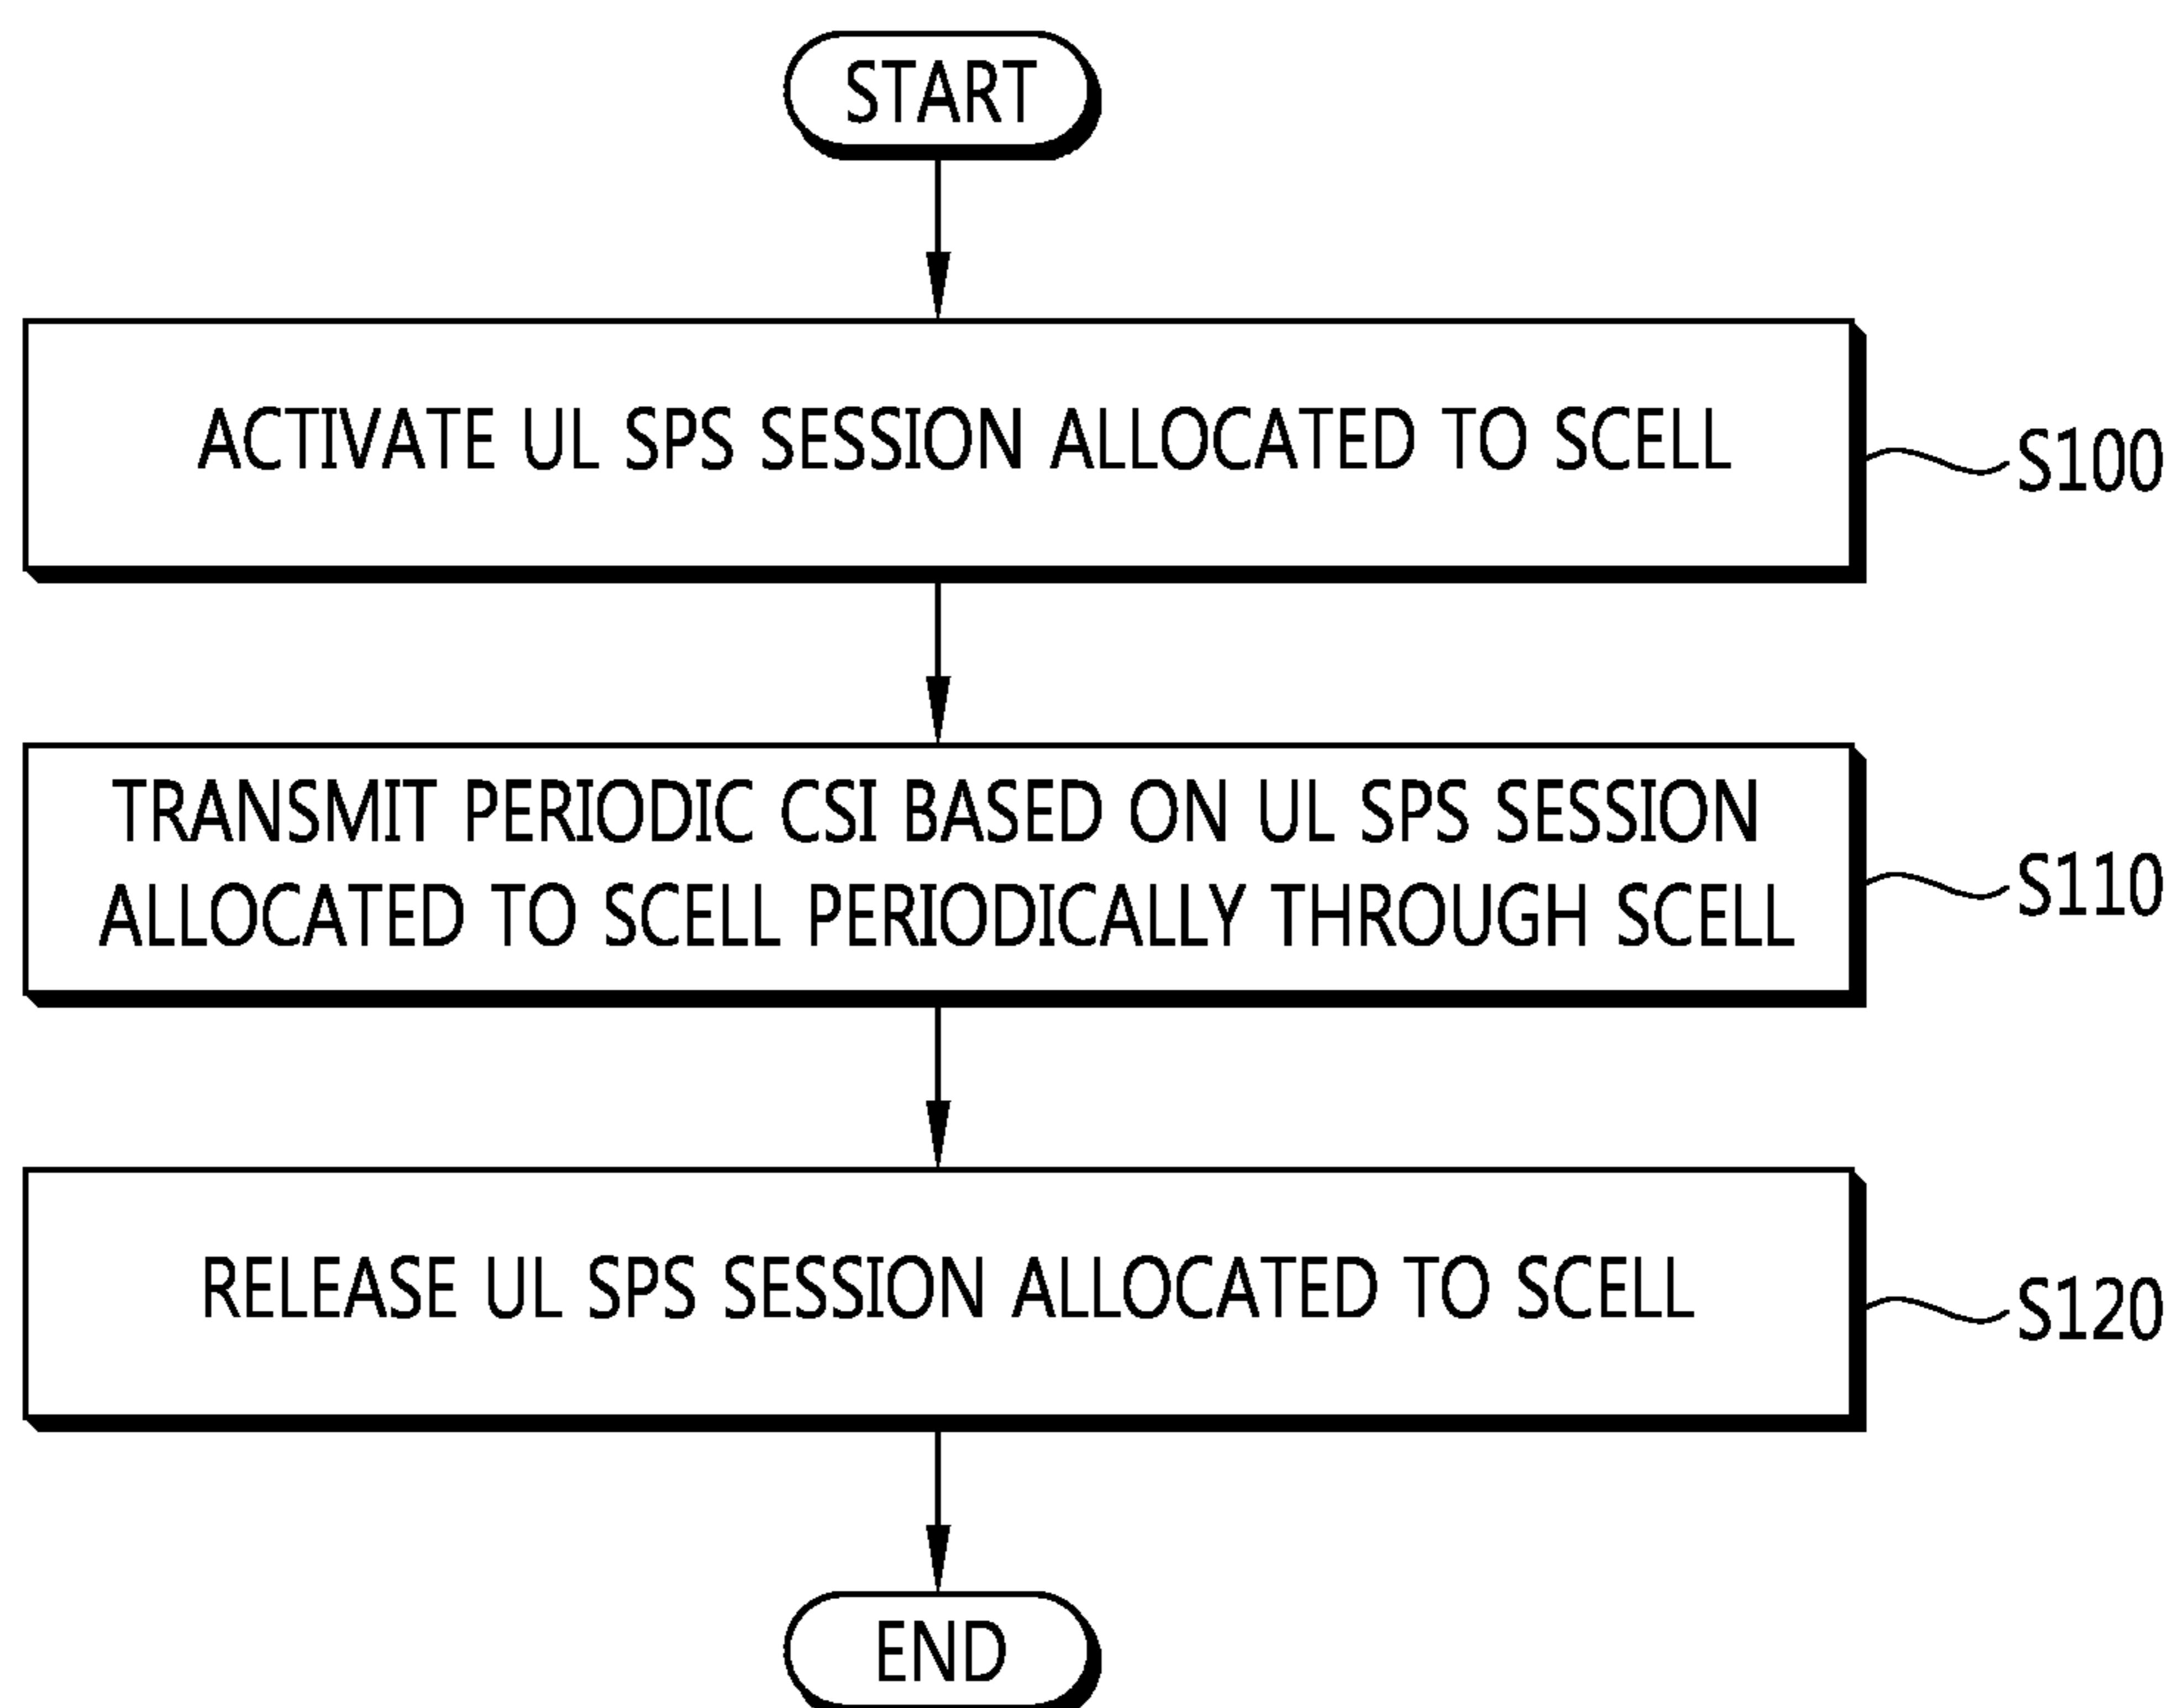 START
ACTIVATE UL SPS SESSION ALLOCATED TO SCELL
S100
TRANSMIT PERIODIC CSI BASED ON UL SPS SESSION
ALLOCATED TO SCELL PERIODICALLY THROUGH SCELL
S110
RELEASE UL SPS SESSION ALLOCATED TO SCELL
S120
END